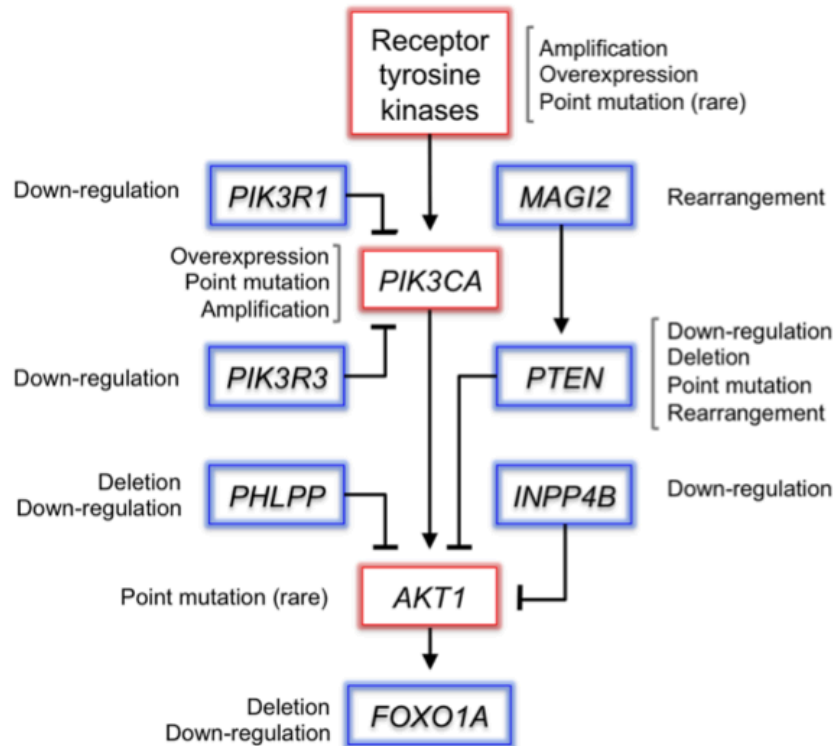 Receptor
tyrosine
kinases
Amplification
Overexpression
Point mutation (rare)
Down-regulation
PIK3R1
MAGI2
Rearrangement
Overexpression
Point mutation
Amplification
PIK3CA
Down-regulation
PIK3R3
PTEN
Down-regulation
Deletion
Point mutation
Rearrangement
Deletion
Down-regulation
PHLPP
INPP4B
Down-regulation
Point mutation (rare)
AKT1
Deletion
Down-regulation
FOXO1A